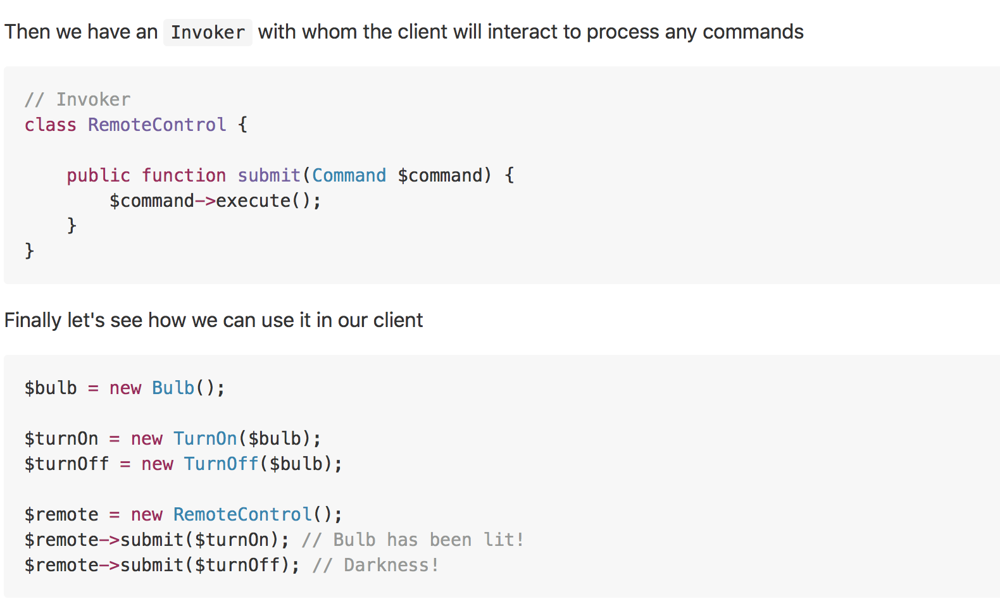 Then we have an Invoker with whom the client will interact to process any commands
// Invoker
class RemoteControl {
    public function submit(Command $command) {
        $command->execute();
    }
}
Finally let's see how we can use it in our client
$bulb = new Bulb();
$turnOn = new TurnOn($bulb);
$turnOff = new TurnOff($bulb);
$remote = new RemoteControl();
$remote->submit($turnOn); // Bulb has been lit!
$remote->submit($turnOff); // Darkness!